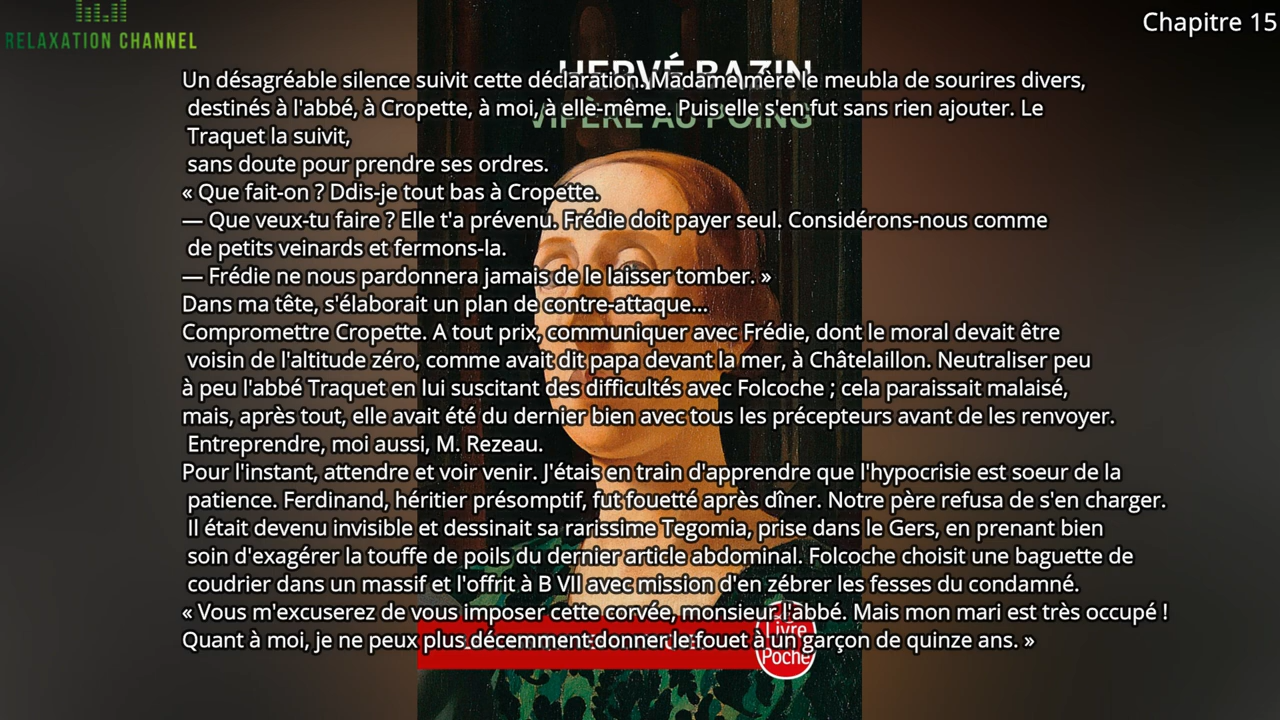 RELAXATION CHANNEL
Chapitre 15
HERVÉ BAZIN
VIPÈRE AU POING
Un désagréable silence suivit cette déclaration. Madame mère le meubla de sourires divers,
destinés à l'abbé, à Cropette, à moi, à elle-même. Puis elle s'en fut sans rien ajouter. Le
Traquet la suivit,
sans doute pour prendre ses ordres.
« Que fait-on ? Ddis-je tout bas à Cropette.
— Que veux-tu faire ? Elle t'a prévenu. Frédie doit payer seul. Considérons-nous comme
de petits veinards et fermons-la.
— Frédie ne nous pardonnera jamais de le laisser tomber. »
Dans ma tête, s'élaborait un plan de contre-attaque...
Compromettre Cropette. A tout prix, communiquer avec Frédie, dont le moral devait être
voisin de l'altitude zéro, comme avait dit papa devant la mer, à Châtelaillon. Neutraliser peu
à peu l'abbé Traquet en lui suscitant des difficultés avec Folcoche ; cela paraissait malaisé,
mais, après tout, elle avait été du dernier bien avec tous les précepteurs avant de les renvoyer.
Entreprendre, moi aussi, M. Rezeau.
Pour l'instant, attendre et voir venir. J'étais en train d'apprendre que l'hypocrisie est soeur de la
patience. Ferdinand, héritier présomptif, fut fouetté après dîner. Notre père refusa de s'en charger.
Il était devenu invisible et dessinait sa rarissime Tegomia, prise dans le Gers, en prenant bien
soin d'exagérer la touffe de poils du dernier article abdominal. Folcoche choisit une baguette de
coudrier dans un massif et l'offrit à B VII avec mission d'en zébrer les fesses du condamné.
« Vous m'excuserez de vous imposer cette corvée, monsieur l'abbé. Mais mon mari est très occupé !
Quant à moi, je ne peux plus décemment donner le fouet à un garçon de quinze ans. »
Le
Livre
Poche